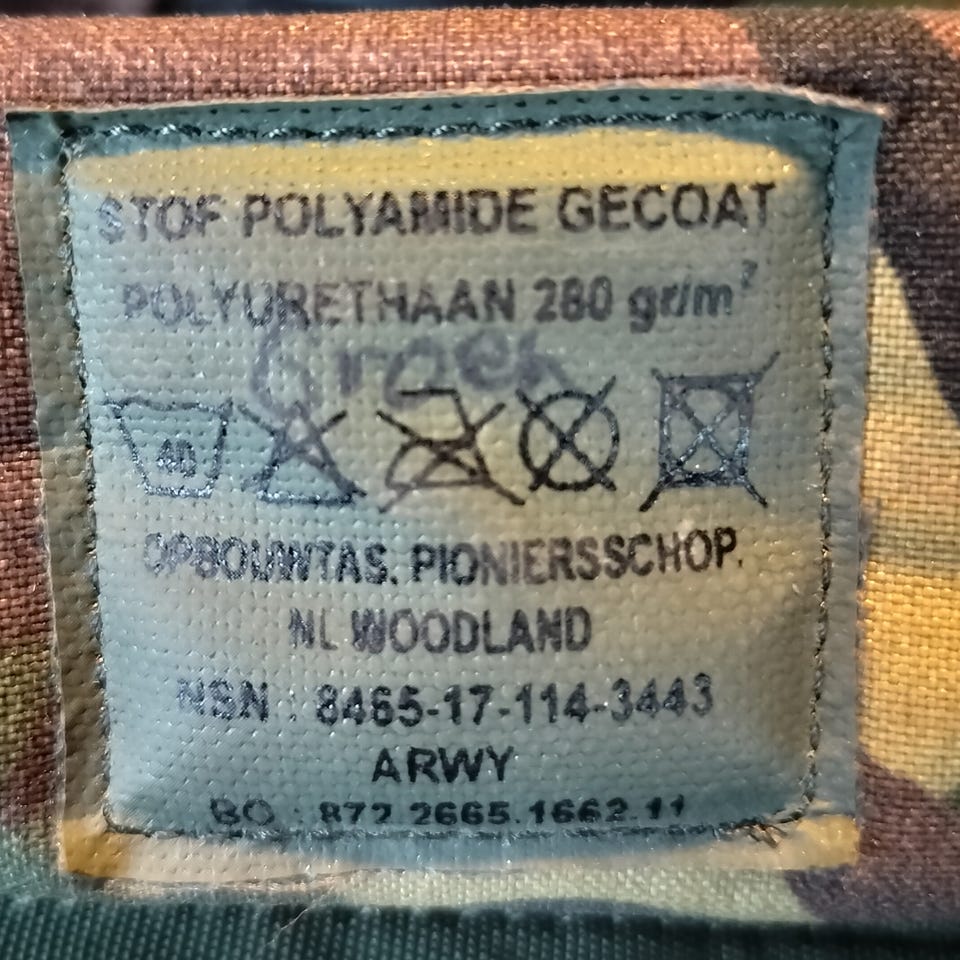 STOF POLYAMIDE GECOAT
POLYURETHAAN 280 gr/m²
Groen
40
OPBOUWTAS. PIONIERSSCHOP.
NL WOODLAND
NSN : 8465-17-114-3443
ARWY
BO : 872.2665.1662.11